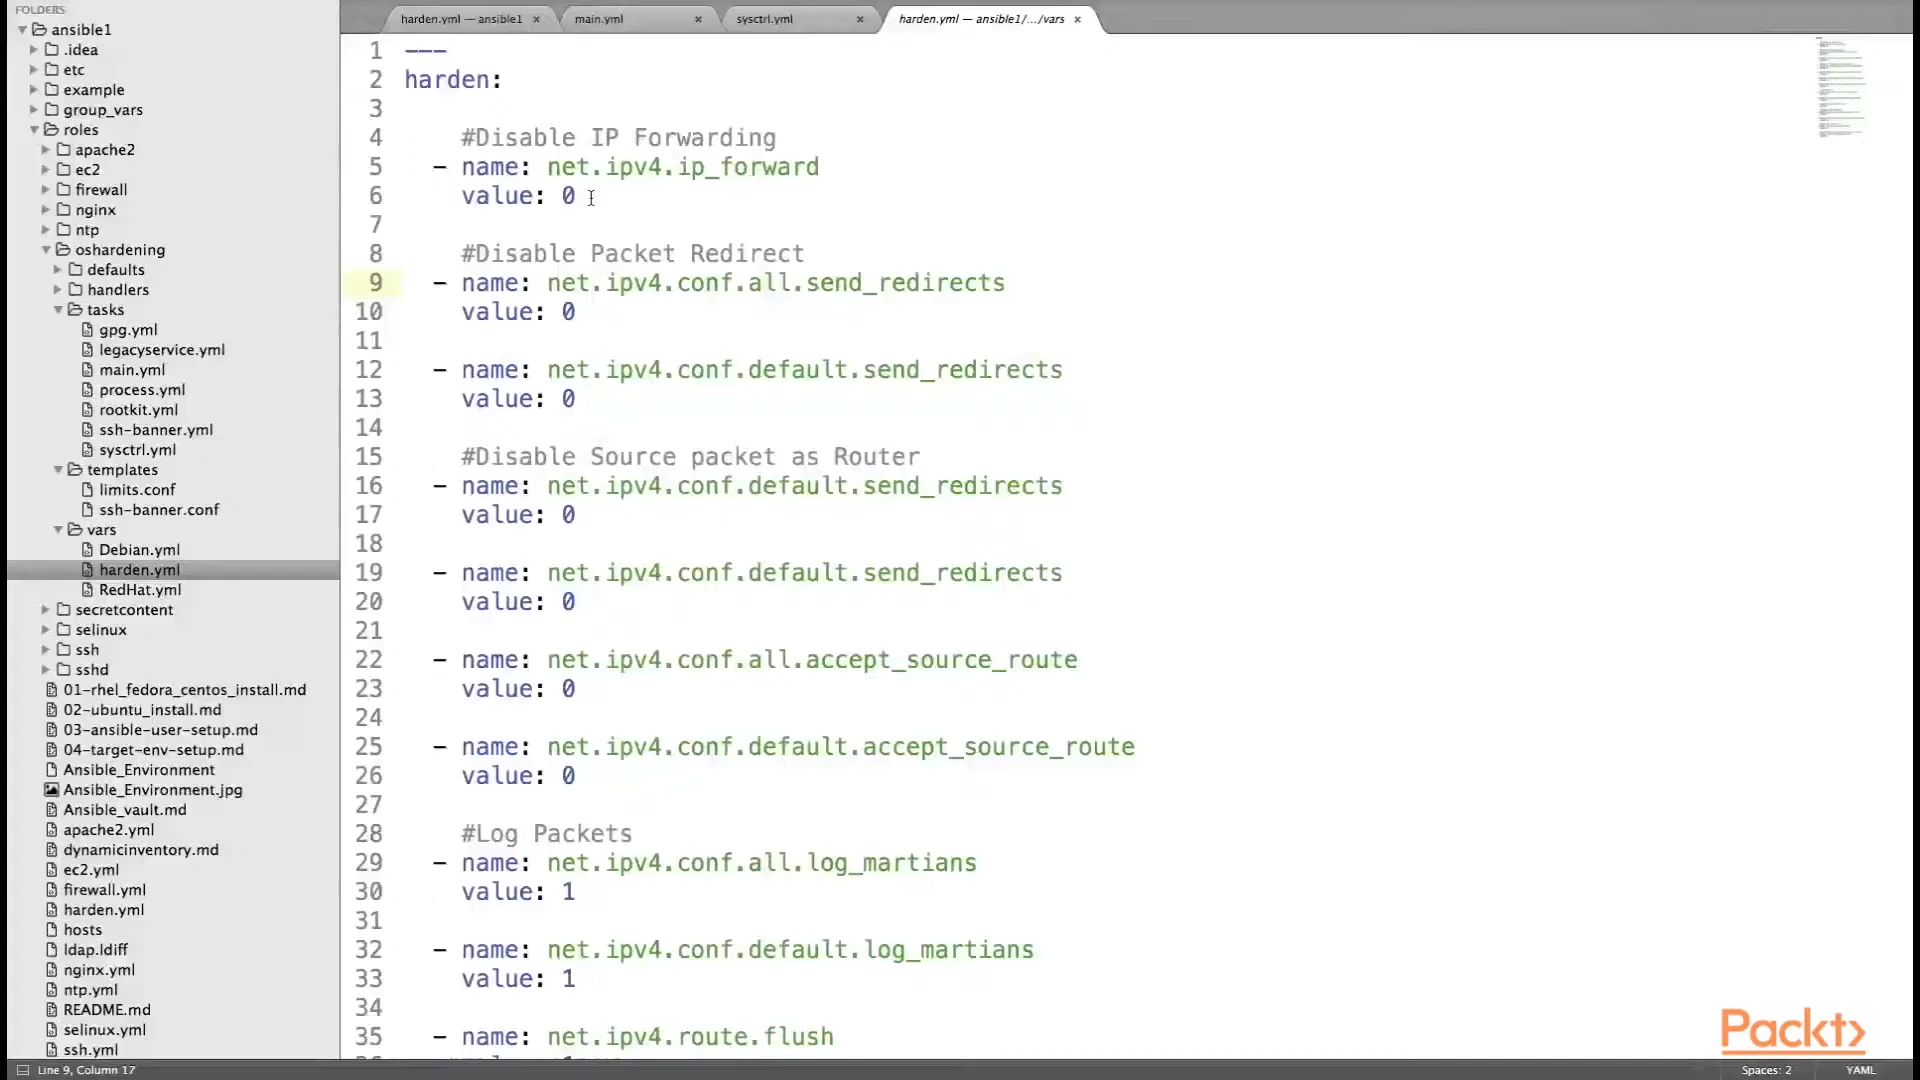 FOLDERS
ansible1
.idea
etc
example
group_vars
roles
apache2
ec2
firewall
nginx
ntp
oshardening
defaults
handlers
tasks
gpg.yml
legacyservice.yml
main.yml
process.yml
rootkit.yml
ssh-banner.yml
sysctrl.yml
templates
limits.conf
ssh-banner.conf
vars
Debian.yml
harden.yml
RedHat.yml
secretcontent
selinux
ssh
sshd
01-rhel_fedora_centos_install.md
02-ubuntu_install.md
03-ansible-user-setup.md
04-target-env-setup.md
Ansible_Environment
Ansible_Environment.jpg
Ansible_vault.md
apache2.yml
dynamicinventory.md
ec2.yml
firewall.yml
harden.yml
hosts
ldap.ldiff
nginx.yml
ntp.yml
README.md
selinux.yml
ssh.yml
harden.yml — ansible1 × main.yml × sysctrl.yml × harden.yml — ansible1/.../vars ×
1 ---
2 harden:
3
4 #Disable IP Forwarding
5 - name: net.ipv4.ip_forward
6 value: 0
7
8 #Disable Packet Redirect
9 - name: net.ipv4.conf.all.send_redirects
10 value: 0
11
12 - name: net.ipv4.conf.default.send_redirects
13 value: 0
14
15 #Disable Source packet as Router
16 - name: net.ipv4.conf.default.send_redirects
17 value: 0
18
19 - name: net.ipv4.conf.default.send_redirects
20 value: 0
21
22 - name: net.ipv4.conf.all.accept_source_route
23 value: 0
24
25 - name: net.ipv4.conf.default.accept_source_route
26 value: 0
27
28 #Log Packets
29 - name: net.ipv4.conf.all.log_martians
30 value: 1
31
32 - name: net.ipv4.conf.default.log_martians
33 value: 1
34
35 - name: net.ipv4.route.flush
Packt>
Line 9, Column 17
Spaces: 2 YAML